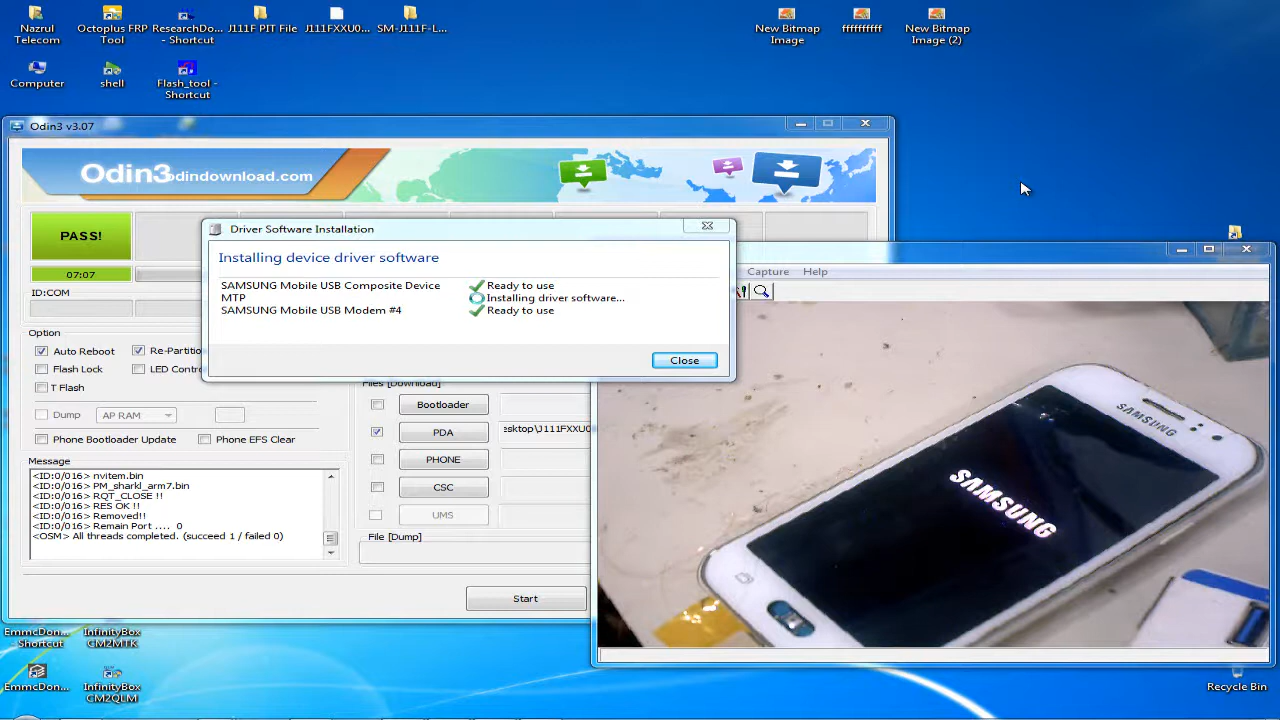 Nazrul
Telecom
Octoplus FRP
Tool
ResearchDo...
- Shortcut
J111F PIT File
J111FXXU0...
SM-J111F-L...
New Bitmap
Image
fffffffffff
New Bitmap
Image (2)
Computer
shell
Flash_tool -
Shortcut
Odin3 v3.07
Odin3
odindownload.com
PASS!
07:07
ID:COM
Driver Software Installation
Installing device driver software
SAMSUNG Mobile USB Composite Device
Ready to use
MTP
Installing driver software...
SAMSUNG Mobile USB Modem #4
Ready to use
Close
Capture Help
Option
Auto Reboot
Re-Partitio
Flash Lock
LED Contro
T Flash
Dump
AP RAM
Phone Bootloader Update
Phone EFS Clear
Files [Download]
Bootloader
PDA
esktop\J111FXXU0
PHONE
CSC
UMS
File [Dump]
Message
<ID:0/016> nvitem.bin
<ID:0/016> PM_sharkl_arm7.bin
<ID:0/016> RQT_CLOSE !!
<ID:0/016> RES OK !!
<ID:0/016> Removed!!
<ID:0/016> Remain Port .... 0
<OSM> All threads completed. (succeed 1 / failed 0)
Start
SAMSUNG
SAMSUNG
EmmcDon...
Shortcut
InfinityBox
CM2MTK
EmmcDon...
InfinityBox
CM2QLM
Recycle Bin